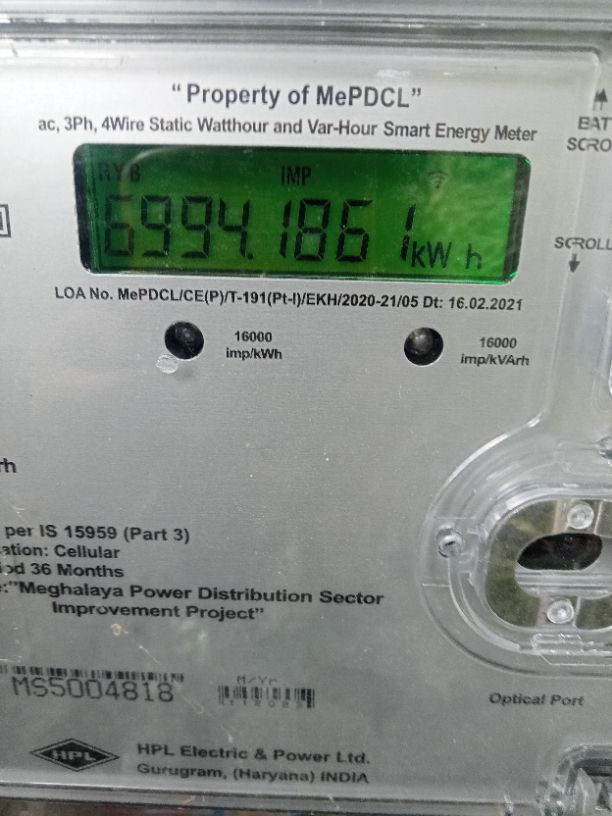 "Property of MePDCL"
ac, 3Ph, 4Wire Static Watthour and Var-Hour Smart Energy Meter
BATT
SCRO
RYB IMP
6994.1861 kWh
SCROLL
LOA No. MePDCL/CE(P)/T-191(Pt-I)/EKH/2020-21/05 Dt: 16.02.2021
16000
imp/kWh
16000
imp/kVArh
rh
per IS 15959 (Part 3)
ation: Cellular
od 36 Months
:"Meghalaya Power Distribution Sector
Improvement Project"
MS5004818
M/Yr
Optical Port
HPL
HPL Electric & Power Ltd.
Gurugram, (Haryana) INDIA